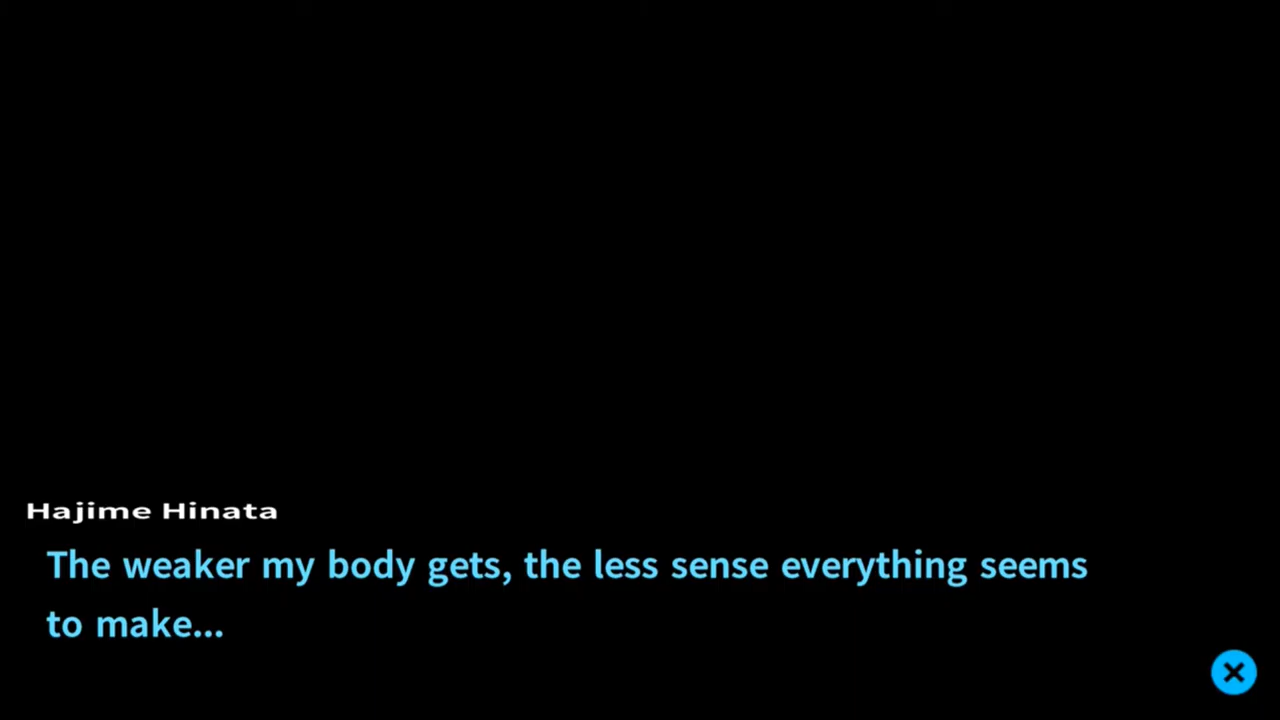 Hajime Hinata
The weaker my body gets, the less sense everything seems
to make...